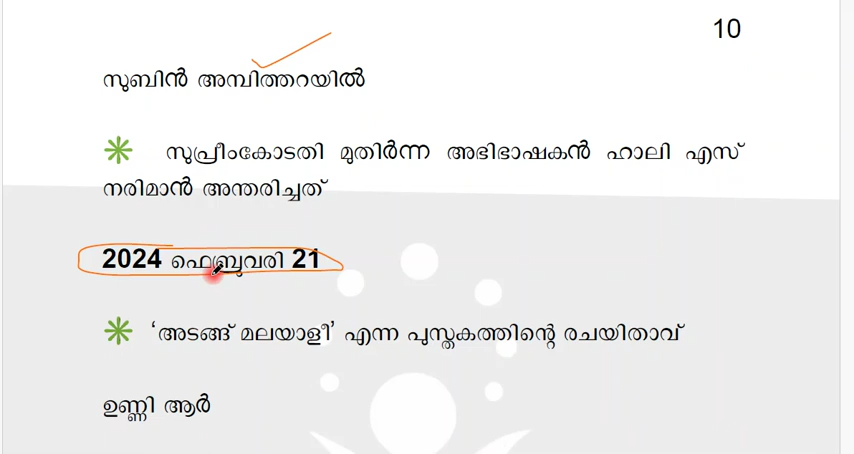 10
സുബിൻ അമ്പിത്തറയിൽ
✳ സുപ്രീംകോടതി മുതിർന്ന അഭിഭാഷകൻ ഹാലി എസ്
നരിമാൻ അന്തരിച്ചത്
2024 ഫെബ്രുവരി 21
✳ ‘അടങ്ങ് മലയാളീ’ എന്ന പുസ്തകത്തിന്റെ രചയിതാവ്
ഉണ്ണി ആർ